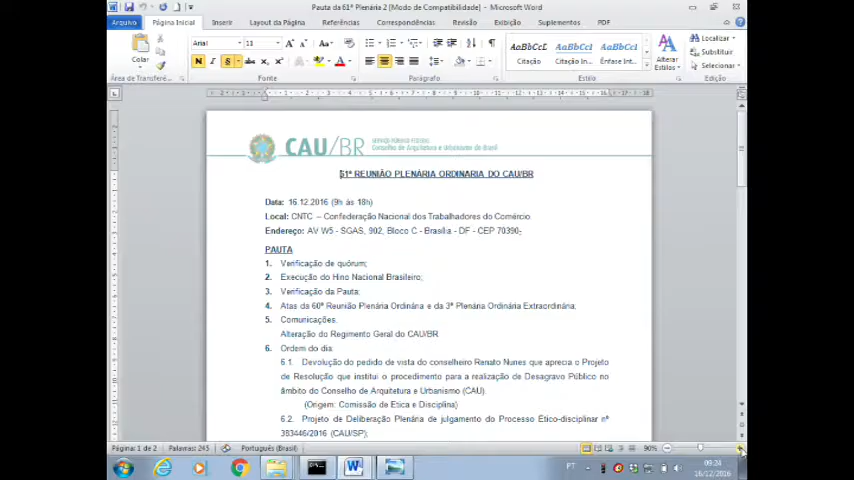 Pauta da 61ª Plenária 2 [Modo de Compatibilidade] - Microsoft Word
Arquivo Página Inicial Inserir Layout da Página Referências Correspondências Revisão Exibição Suplementos PDF
Arial 11
Colar
N I S abc
AaBbCcL AaBbCcI AaBbCcI
Citação Citação In... Ênfase Int...
Alterar Estilos
Localizar
Substituir
Selecionar
Área de Transferê... Fonte Parágrafo Estilo Edição
CAU/BR
SERVIÇO PÚBLICO FEDERAL
Conselho de Arquitetura e Urbanismo do Brasil
61ª REUNIÃO PLENÁRIA ORDINARIA DO CAU/BR
Data: 16.12.2016 (9h às 18h)
Local: CNTC – Confederação Nacional dos Trabalhadores do Comércio
Endereço: AV W5 - SGAS, 902, Bloco C - Brasília - DF - CEP 70390-
PAUTA
1. Verificação de quórum;
2. Execução do Hino Nacional Brasileiro;
3. Verificação da Pauta;
4. Atas da 60ª Reunião Plenária Ordinária e da 3ª Plenária Ordinária Extraordinária;
5. Comunicações.
Alteração do Regimento Geral do CAU/BR
6. Ordem do dia:
6.1. Devolução do pedido de vista do conselheiro Renato Nunes que aprecia o Projeto
de Resolução que institui o procedimento para a realização de Desagravo Público no
âmbito do Conselho de Arquitetura e Urbanismo (CAU).
(Origem: Comissão de Ética e Disciplina)
6.2. Projeto de Deliberação Plenária de julgamento do Processo Ético-disciplinar nº
383446/2016 (CAU/SP);
Página: 1 de 2 Palavras: 245 Português (Brasil) 90%
PT 09:24
16/12/2016